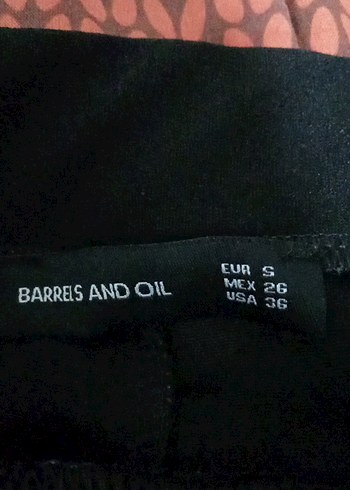 BARRELS AND OIL
EUR S
MEX 26
USA 36